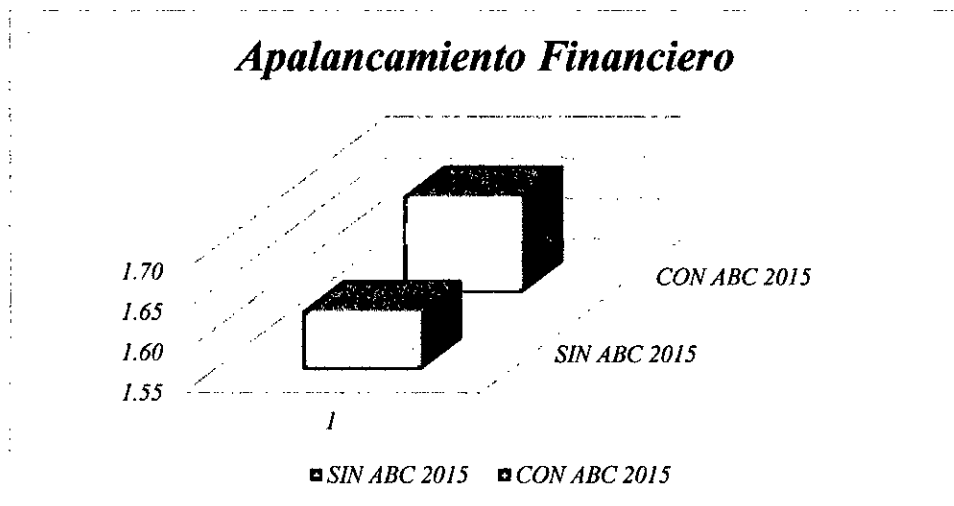 Apalancamiento Financiero
1.70
1.65
1.60
1.55
CON ABC 2015
SIN ABC 2015
1
SIN ABC 2015 CON ABC 2015